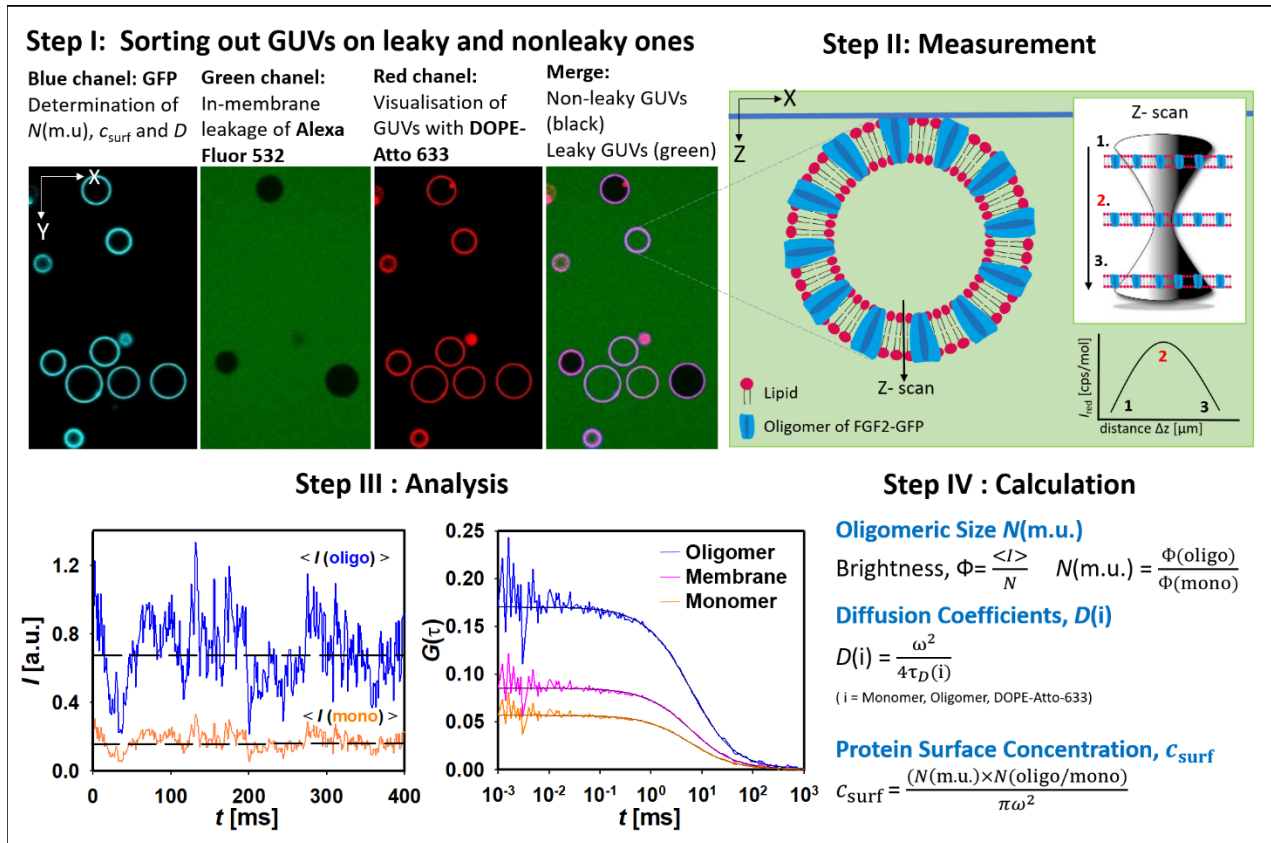 Step I: Sorting out GUVs on leaky and nonleaky ones
Blue chanel: GFP
Determination of
N(m.u), c_surf and D
Green chanel:
In-membrane
leakage of Alexa
Fluor 532
Red chanel:
Visualisation of
GUVs with DOPE-
Atto 633
Merge:
Non-leaky GUVs
(black)
Leaky GUVs (green)
X
Y
Step II: Measurement
X
Z
Z- scan
1.
2.
3.
Z- scan
Lipid
Oligomer of FGF2-GFP
I_red [cps/mol]
1
2
3
distance Δz [µm]
Step III : Analysis
I [a.u.]
1.2
0.8
0.4
0.0
< I (oligo) >
< I (mono) >
0
100
200
300
400
t [ms]
G(τ)
0.25
0.20
0.15
0.10
0.05
0.00
Oligomer
Membrane
Monomer
10⁻³ 10⁻² 10⁻¹ 10⁰ 10¹ 10² 10³
t [ms]
Step IV : Calculation
Oligomeric Size N(m.u.)
Brightness, Φ= <I>/N N(m.u.) = Φ(oligo)/Φ(mono)
Diffusion Coefficients, D(i)
D(i) = ω²/4τ_D(i)
( i = Monomer, Oligomer, DOPE-Atto-633)
Protein Surface Concentration, c_surf
c_surf = (N(m.u.)×N(oligo/mono)/πω²